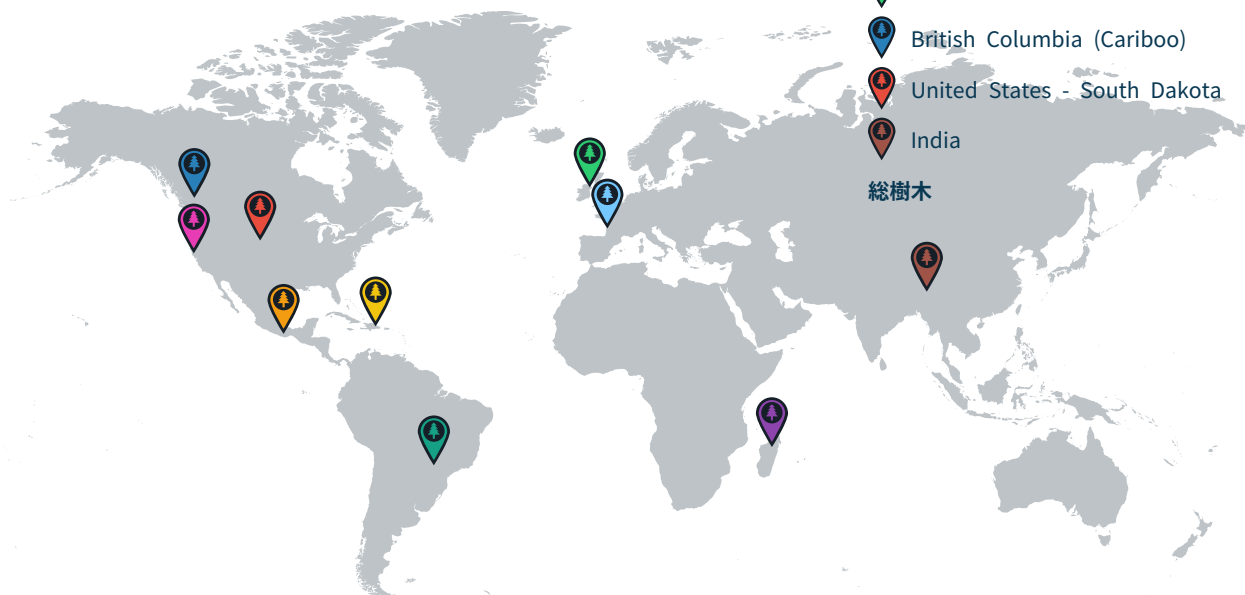 British Columbia (Cariboo)
United States - South Dakota
India
総樹木